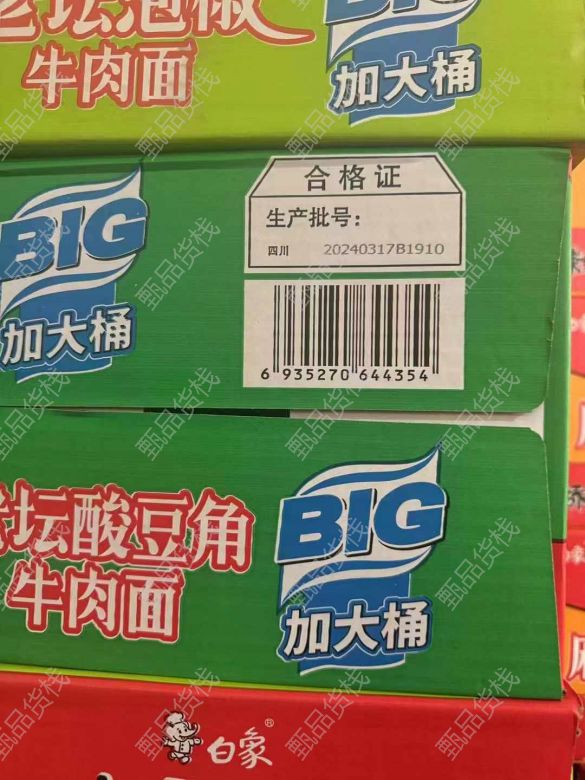 老坛泡椒
牛肉面
BIG
加大桶
合格证
生产批号：
四川 20240317B1910
BIG
加大桶
6 935270 644354
老坛酸豆角
牛肉面
BIG
加大桶
白象®
甄品货栈